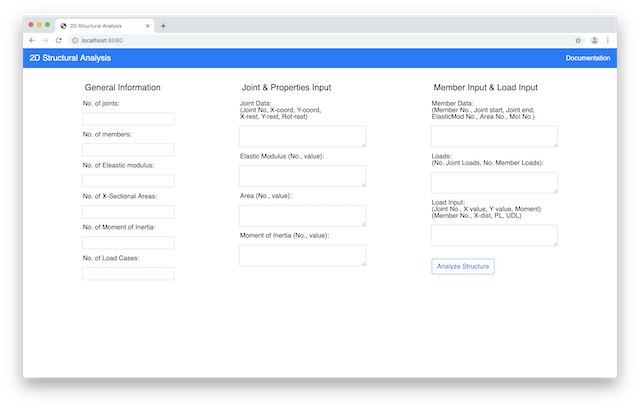 2D Structural Analysis
localhost:8080
2D Structural Analysis
Documentation
General Information
No. of joints:
No. of members:
No. of Eleastic modulus:
No. of X-Sectional Areas:
No. of Moment of Inertia:
No. of Load Cases:
Joint & Properties Input
Joint Data:
(Joint No, X-coord, Y-coord,
X-rest, Y-rest, Rot-rest)
Elastic Modulus (No., value):
Area (No., value):
Moment of Inertia (No., value):
Member Input & Load Input
Member Data:
(Member No., Joint start, Joint end,
ElasticMod No., Area No., MoI No.)
Loads:
(No. Joint Loads, No. Member Loads):
Load Input:
(Joint No., X value, Y value, Moment)
(Member No., X-dist, PL, UDL)
Analyze Structure